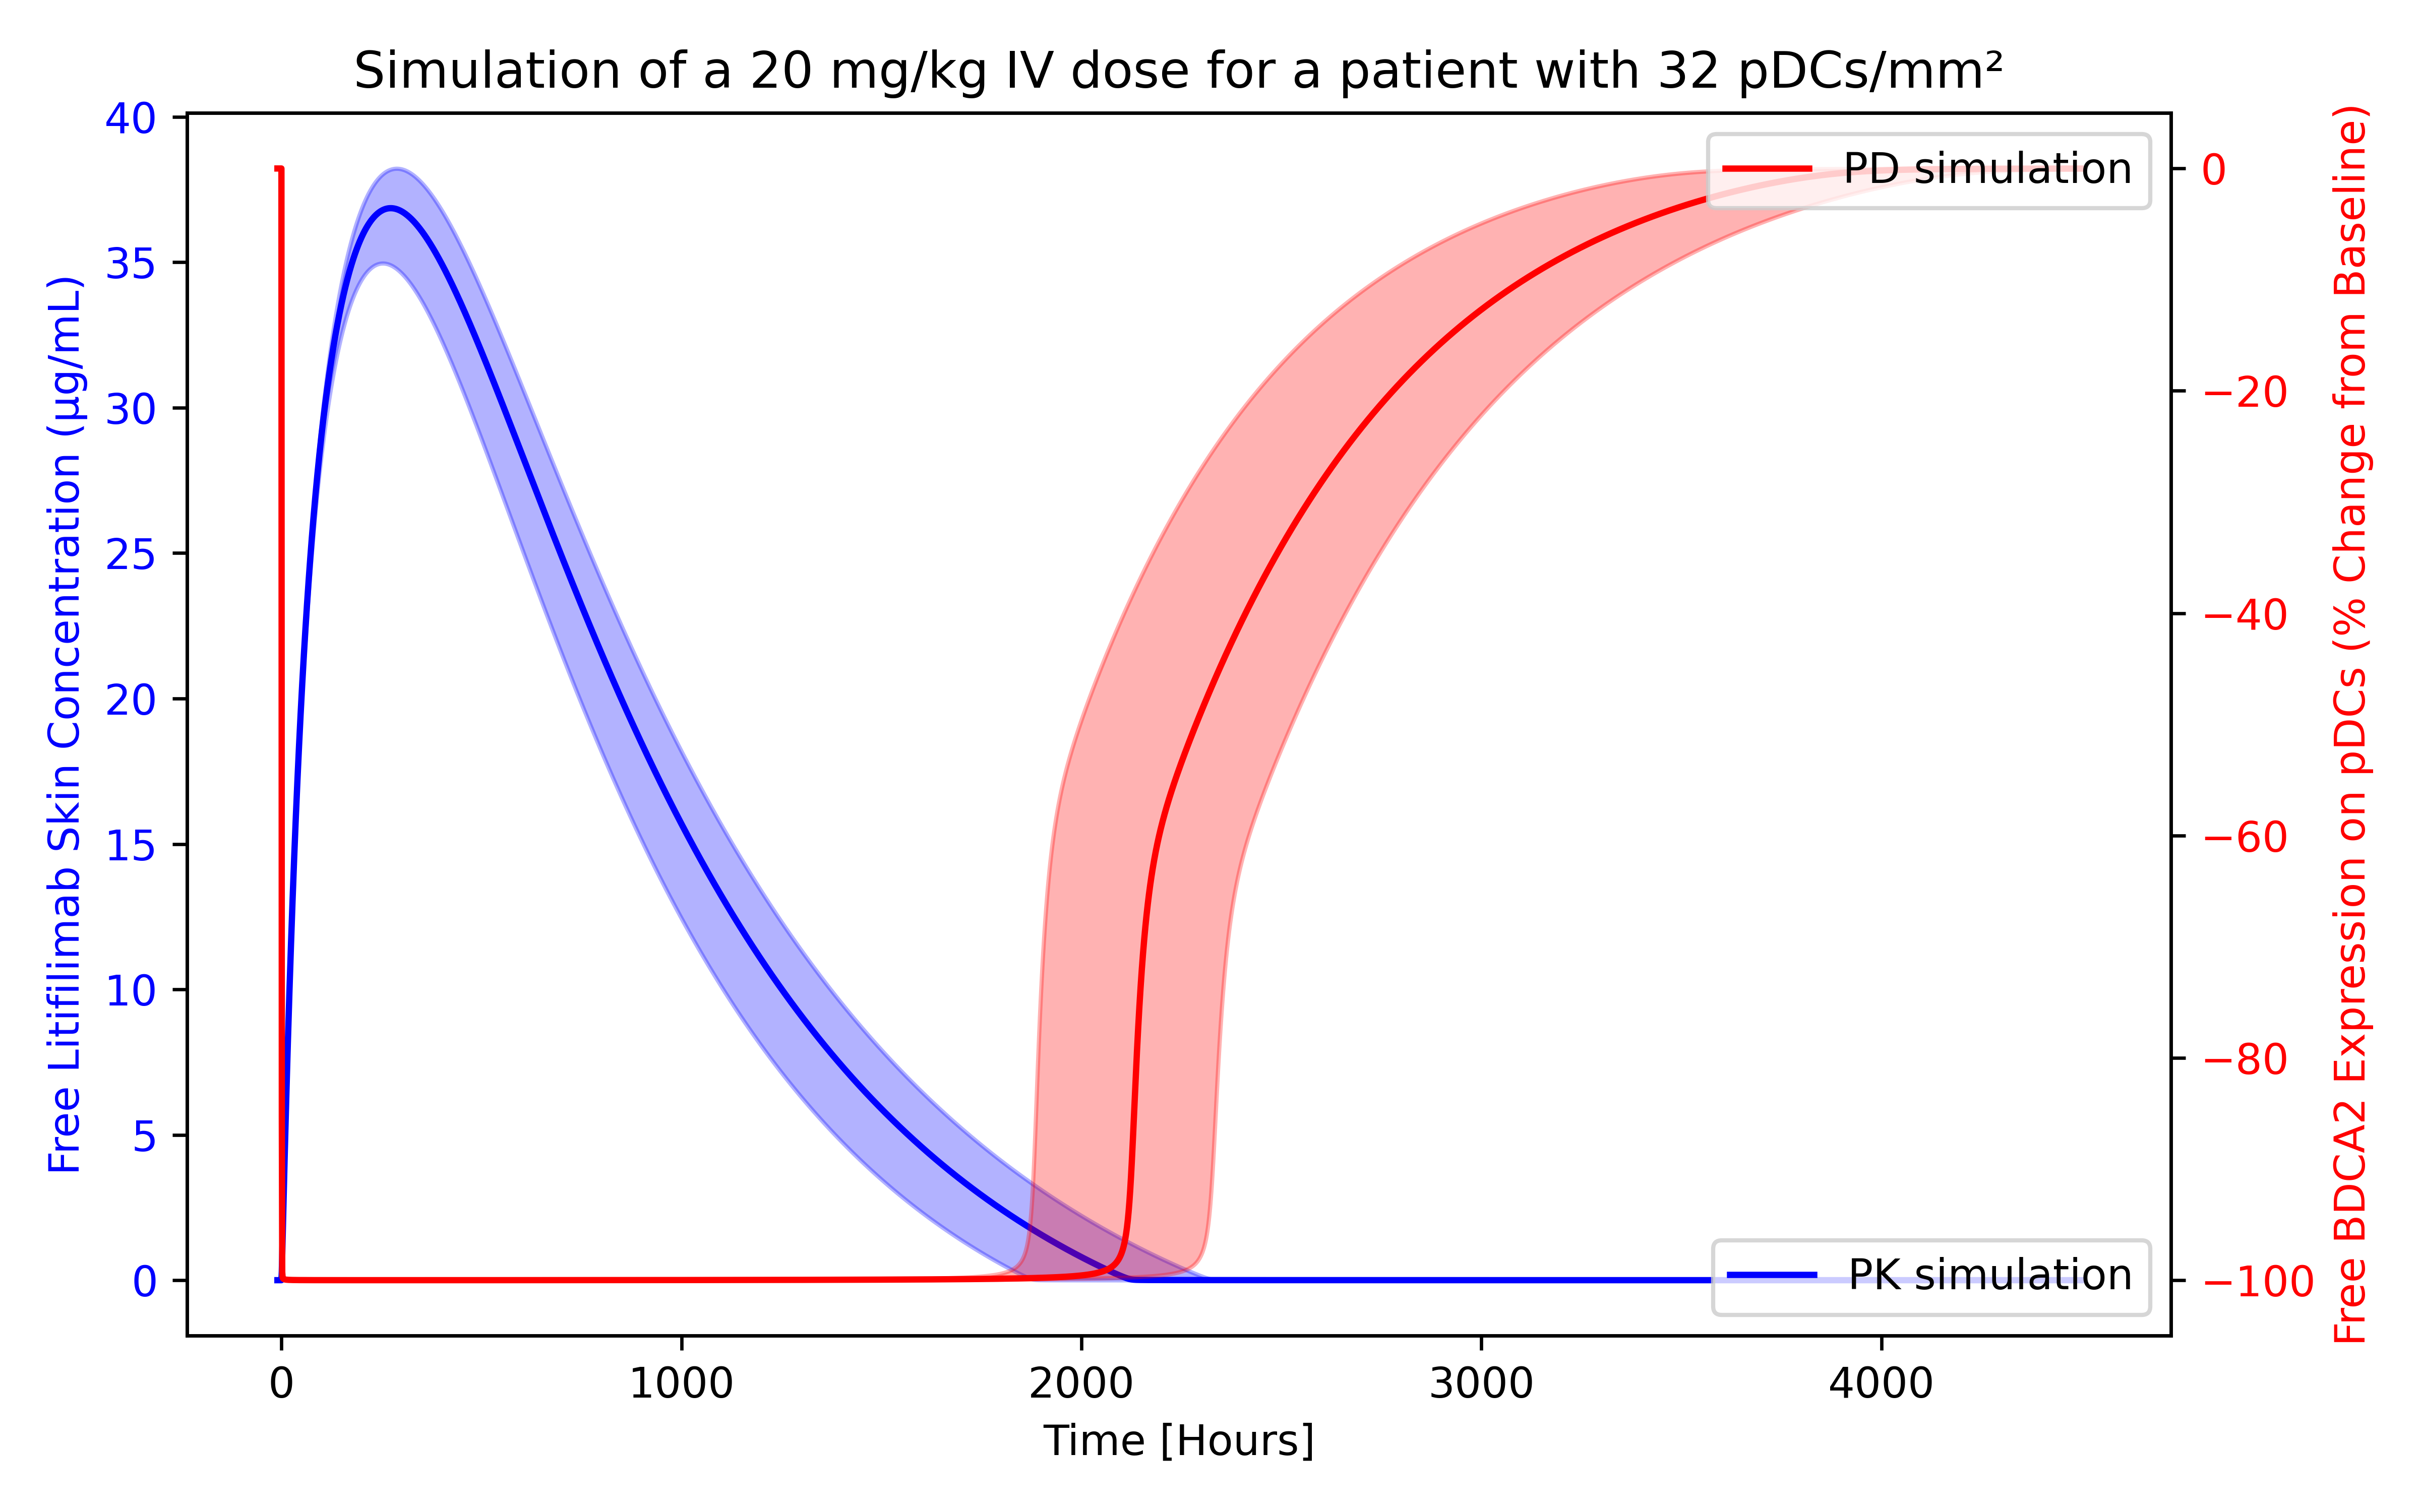 Simulation of a 20 mg/kg IV dose for a patient with 32 pDCs/mm²
Free Litifilimab Skin Concentration (µg/mL)
40
35
30
25
20
15
10
5
0
PD simulation
PK simulation
0
−20
−40
−60
−80
−100
Free BDCA2 Expression on pDCs (% Change from Baseline)
0 1000 2000 3000 4000
Time [Hours]